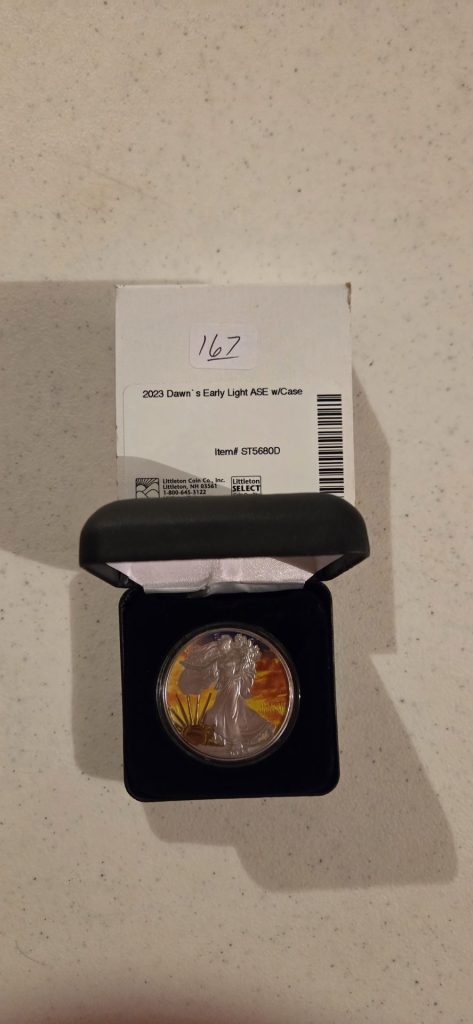 167
2023 Dawn`s Early Light ASE w/Case
Item# ST5680D
Littleton Coin Co., Inc.
Littleton, NH 03561
1-800-645-3122
Littleton
SELECT